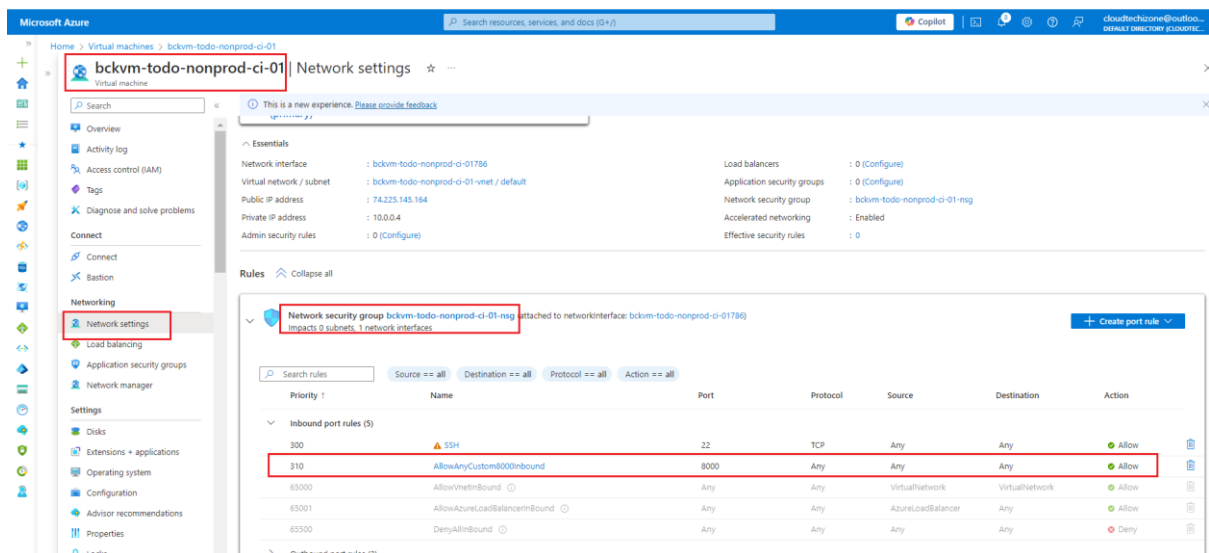 Microsoft Azure
Search resources, services, and docs (G+/)
Copilot
cloudtechizone@outloo...
DEFAULT DIRECTORY (CLOUDTEC...
Home > Virtual machines > bckvm-todo-nonprod-ci-01
bckvm-todo-nonprod-ci-01 | Network settings
Virtual machine
Search
Overview
Activity log
Access control (IAM)
Tags
Diagnose and solve problems
Connect
Connect
Bastion
Networking
Network settings
Load balancing
Application security groups
Network manager
Settings
Disks
Extensions + applications
Operating system
Configuration
Advisor recommendations
Properties
Locks
This is a new experience. Please provide feedback
(primary)
Essentials
Network interface : bckvm-todo-nonprod-ci-01786
Virtual network / subnet : bckvm-todo-nonprod-ci-01-vnet / default
Public IP address : 74.225.145.164
Private IP address : 10.0.0.4
Admin security rules : 0 (Configure)
Load balancers : 0 (Configure)
Application security groups : 0 (Configure)
Network security group : bckvm-todo-nonprod-ci-01-nsg
Accelerated networking : Enabled
Effective security rules : 0
Rules Collapse all
Network security group bckvm-todo-nonprod-ci-01-nsg (attached to networkInterface: bckvm-todo-nonprod-ci-01786)
Impacts 0 subnets, 1 network interfaces
+ Create port rule
Search rules Source == all Destination == all Protocol == all Action == all
Priority ↑ Name Port Protocol Source Destination Action
Inbound port rules (5)
300 SSH 22 TCP Any Any Allow
310 AllowAnyCustom8000Inbound 8000 Any Any Any Allow
65000 AllowVnetInBound Any Any VirtualNetwork VirtualNetwork Allow
65001 AllowAzureLoadBalancerInBound Any Any AzureLoadBalancer Any Allow
65500 DenyAllInBound Any Any Any Any Deny
Outbound port rules (3)